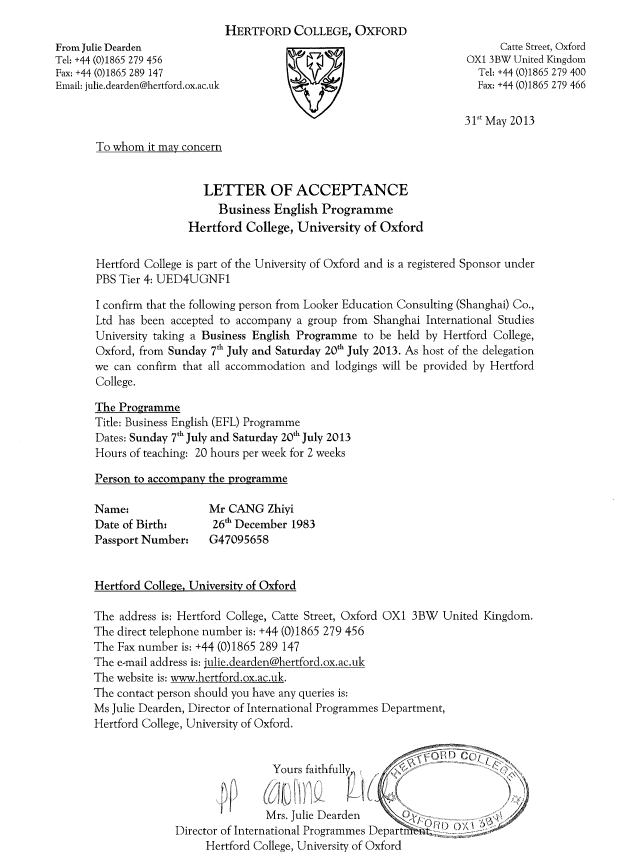 HERTFORD COLLEGE, OXFORD
From Julie Dearden
Tel: +44 (0)1865 279 456
Fax: +44 (0)1865 289 147
Email: julie.dearden@hertford.ox.ac.uk
Catte Street, Oxford
OX1 3BW United Kingdom
Tel: +44 (0)1865 279 400
Fax: +44 (0)1865 279 466
31st May 2013
To whom it may concern
LETTER OF ACCEPTANCE
Business English Programme
Hertford College, University of Oxford
Hertford College is part of the University of Oxford and is a registered Sponsor under
PBS Tier 4: UED4UGNF1
I confirm that the following person from Looker Education Consulting (Shanghai) Co.,
Ltd has been accepted to accompany a group from Shanghai International Studies
University taking a Business English Programme to be held by Hertford College,
Oxford, from Sunday 7th July and Saturday 20th July 2013. As host of the delegation
we can confirm that all accommodation and lodgings will be provided by Hertford
College.
The Programme
Title: Business English (EFL) Programme
Dates: Sunday 7th July and Saturday 20th July 2013
Hours of teaching: 20 hours per week for 2 weeks
Person to accompany the programme
Name: Mr CANG Zhiyi
Date of Birth: 26th December 1983
Passport Number: G47095658
Hertford College, University of Oxford
The address is: Hertford College, Catte Street, Oxford OX1 3BW United Kingdom.
The direct telephone number is: +44 (0)1865 279 456
The Fax number is: +44 (0)1865 289 147
The e-mail address is: julie.dearden@hertford.ox.ac.uk
The website is: www.hertford.ox.ac.uk.
The contact person should you have any queries is:
Ms Julie Dearden, Director of International Programmes Department,
Hertford College, University of Oxford.
Yours faithfully,
pp Caroline
HERTFORD COLLEGE
OXFORD OX1 3BW
Mrs. Julie Dearden
Director of International Programmes Department,
Hertford College, University of Oxford